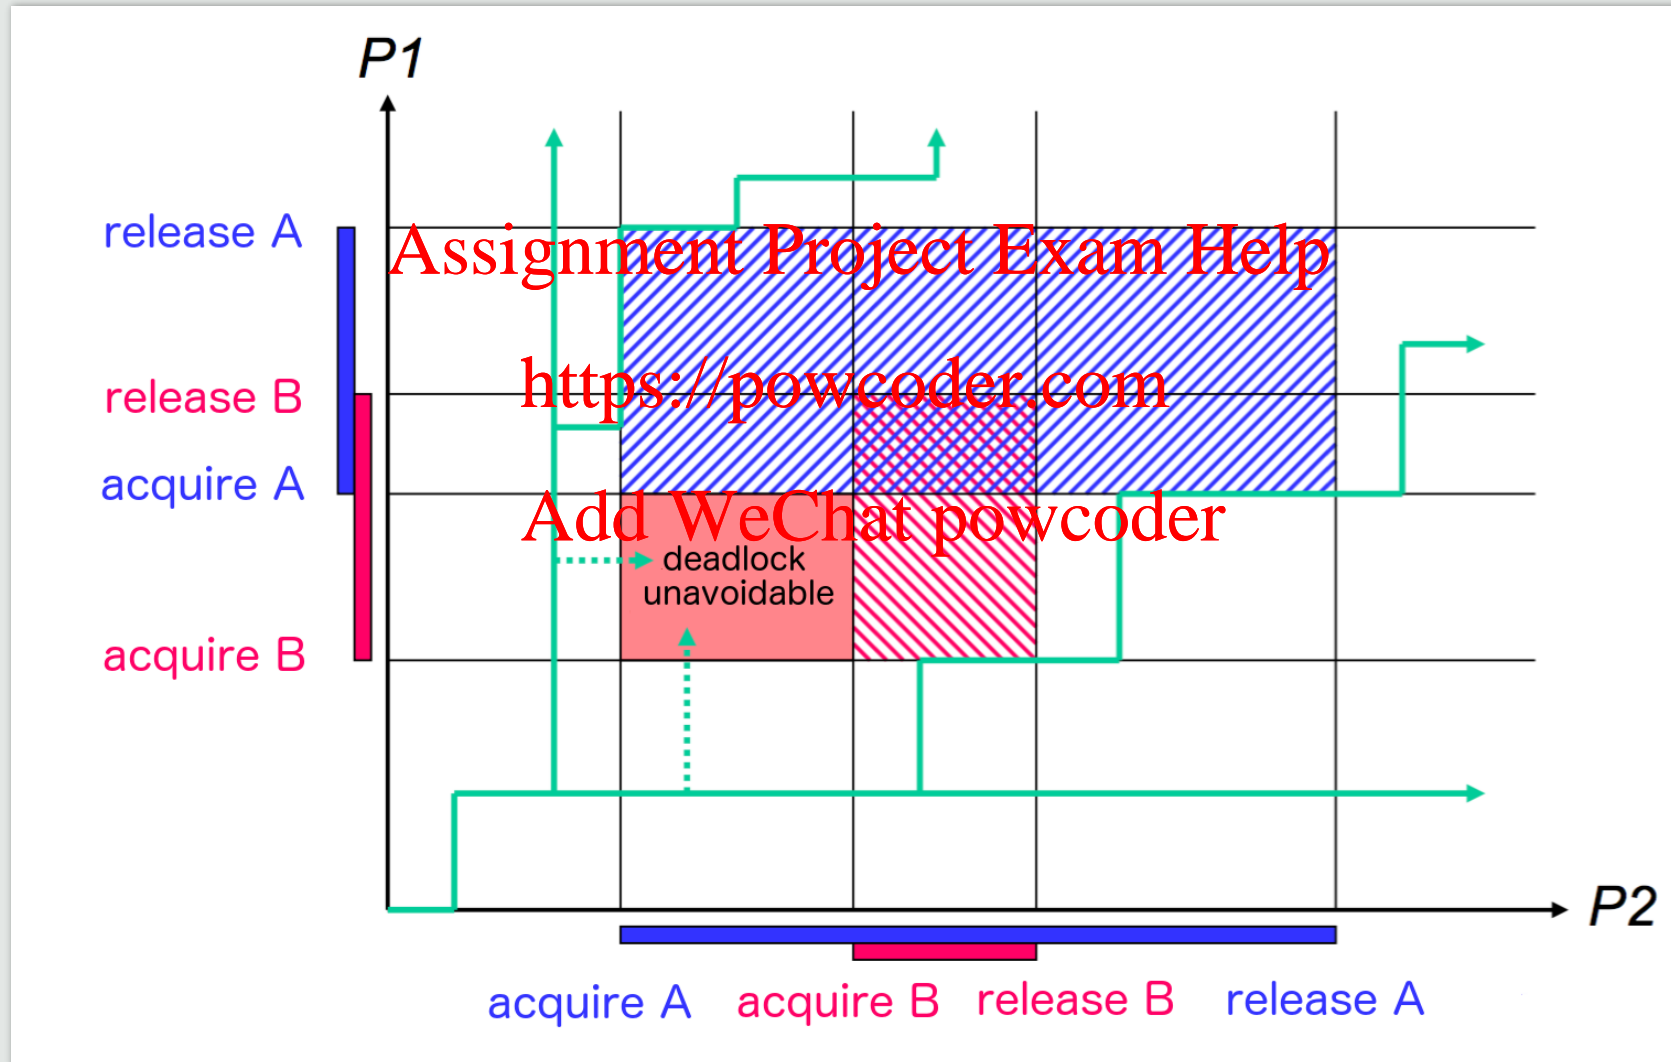 P1
release A
Assignment Project Exam Help
release B
https://powcoder.com
acquire A
Add WeChat powcoder
deadlock
unavoidable
acquire B
P2
acquire A acquire B release B release A